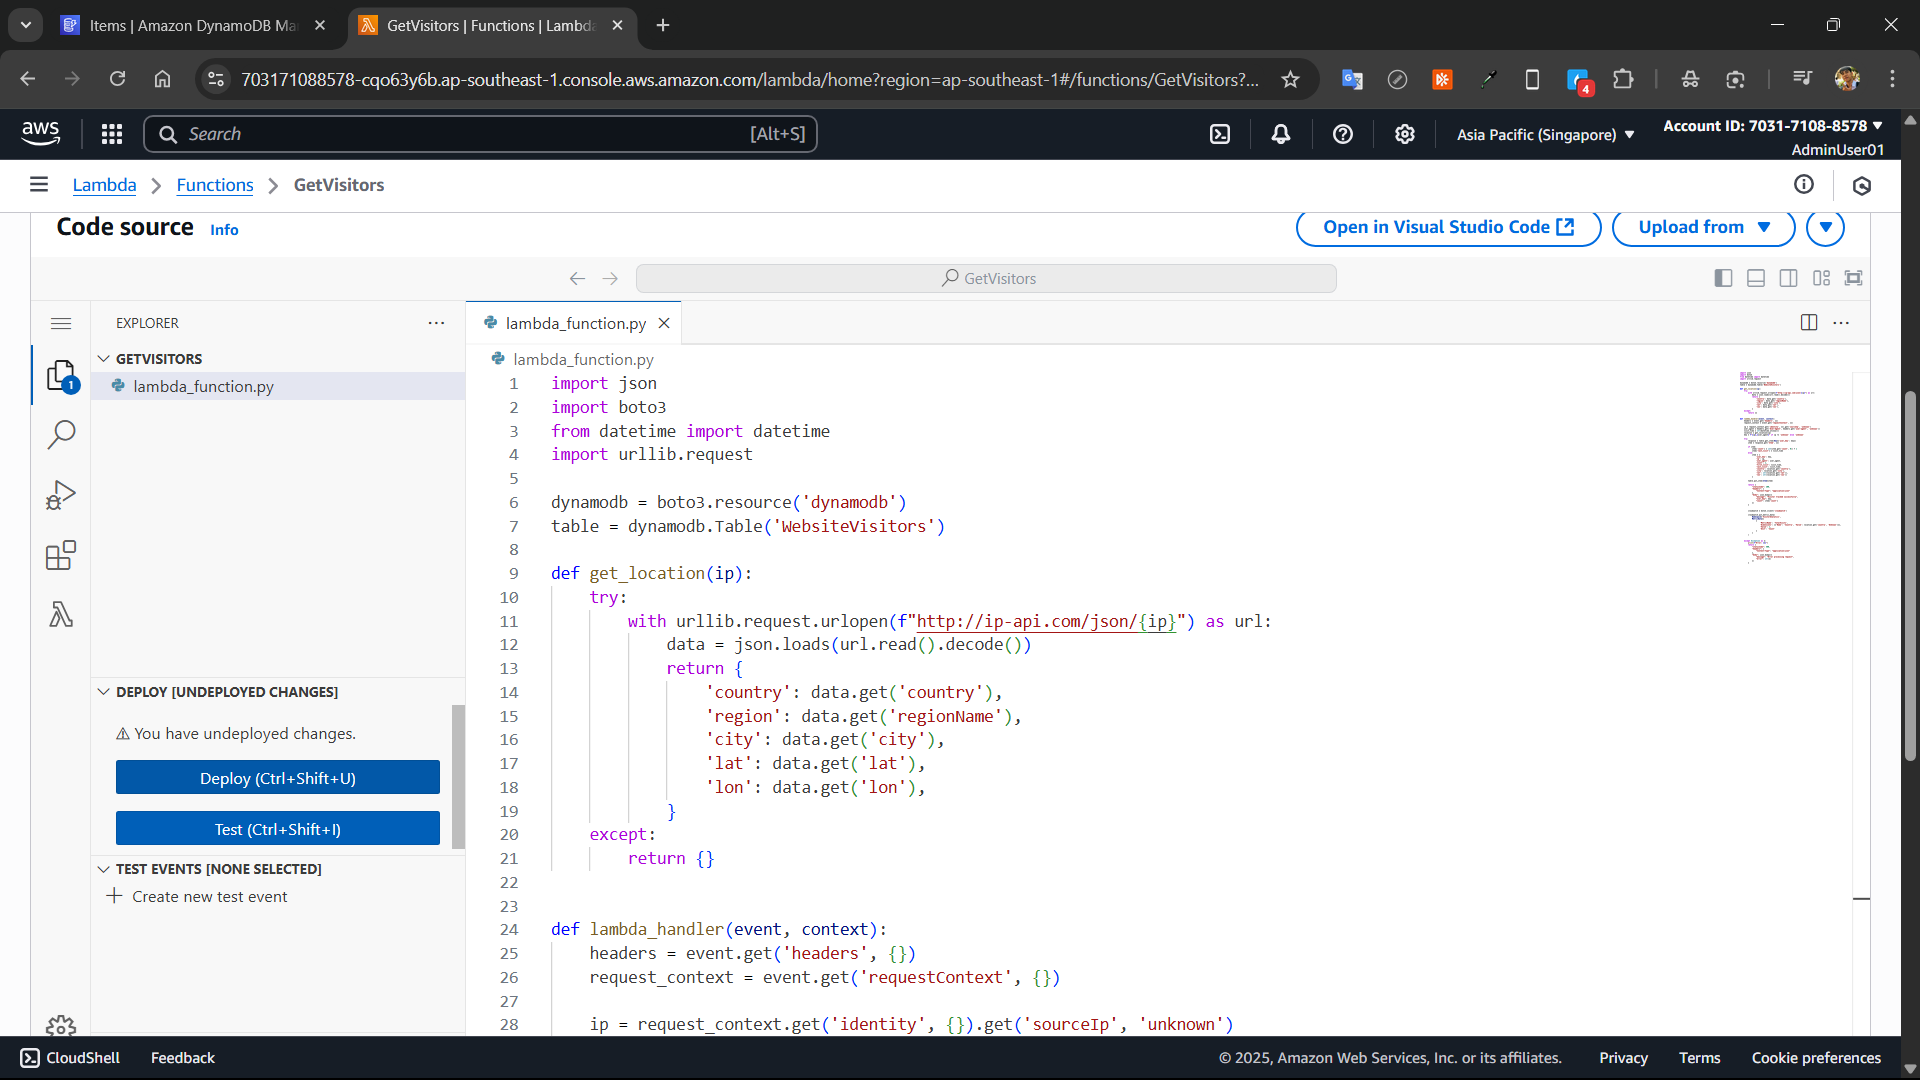 Items | Amazon DynamoDB Ma
GetVisitors | Functions | Lambda
703171088578-cqo63y6b.ap-southeast-1.console.aws.amazon.com/lambda/home?region=ap-southeast-1#/functions/GetVisitors?...
4
aws
Search
[Alt+S]
Asia Pacific (Singapore)
Account ID: 7031-7108-8578
AdminUser01
Lambda > Functions > GetVisitors
Code source Info
Open in Visual Studio Code
Upload from
GetVisitors
EXPLORER
lambda_function.py
GETVISITORS
lambda_function.py
1
DEPLOY [UNDEPLOYED CHANGES]
You have undeployed changes.
Deploy (Ctrl+Shift+U)
Test (Ctrl+Shift+I)
TEST EVENTS [NONE SELECTED]
Create new test event
lambda_function.py
1 import json
2 import boto3
3 from datetime import datetime
4 import urllib.request
5
6 dynamodb = boto3.resource('dynamodb')
7 table = dynamodb.Table('WebsiteVisitors')
8
9 def get_location(ip):
10 try:
11 with urllib.request.urlopen(f"http://ip-api.com/json/{ip}") as url:
12 data = json.loads(url.read().decode())
13 return {
14 'country': data.get('country'),
15 'region': data.get('regionName'),
16 'city': data.get('city'),
17 'lat': data.get('lat'),
18 'lon': data.get('lon'),
19 }
20 except:
21 return {}
22
23
24 def lambda_handler(event, context):
25 headers = event.get('headers', {})
26 request_context = event.get('requestContext', {})
27
28 ip = request_context.get('identity', {}).get('sourceIp', 'unknown')
CloudShell
Feedback
© 2025, Amazon Web Services, Inc. or its affiliates.
Privacy
Terms
Cookie preferences